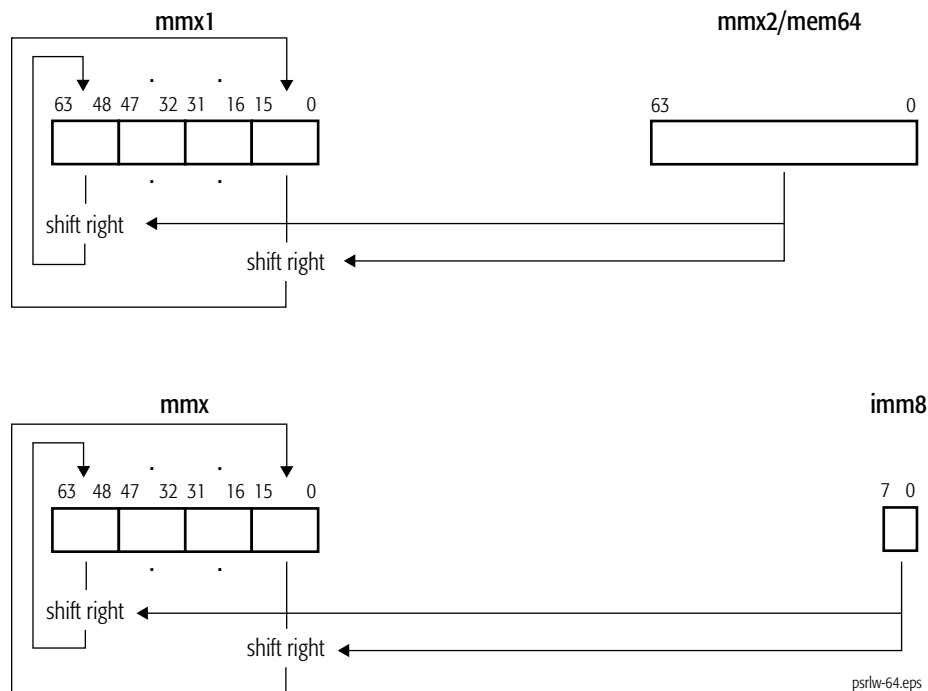 mmx1 mmx2/mem64
. .
63 48 47 32 31 16 15 0 63 0
. .
shift right
shift right
mmx imm8
. .
63 48 47 32 31 16 15 0 7 0
. .
shift right
shift right
psrlw-64.eps